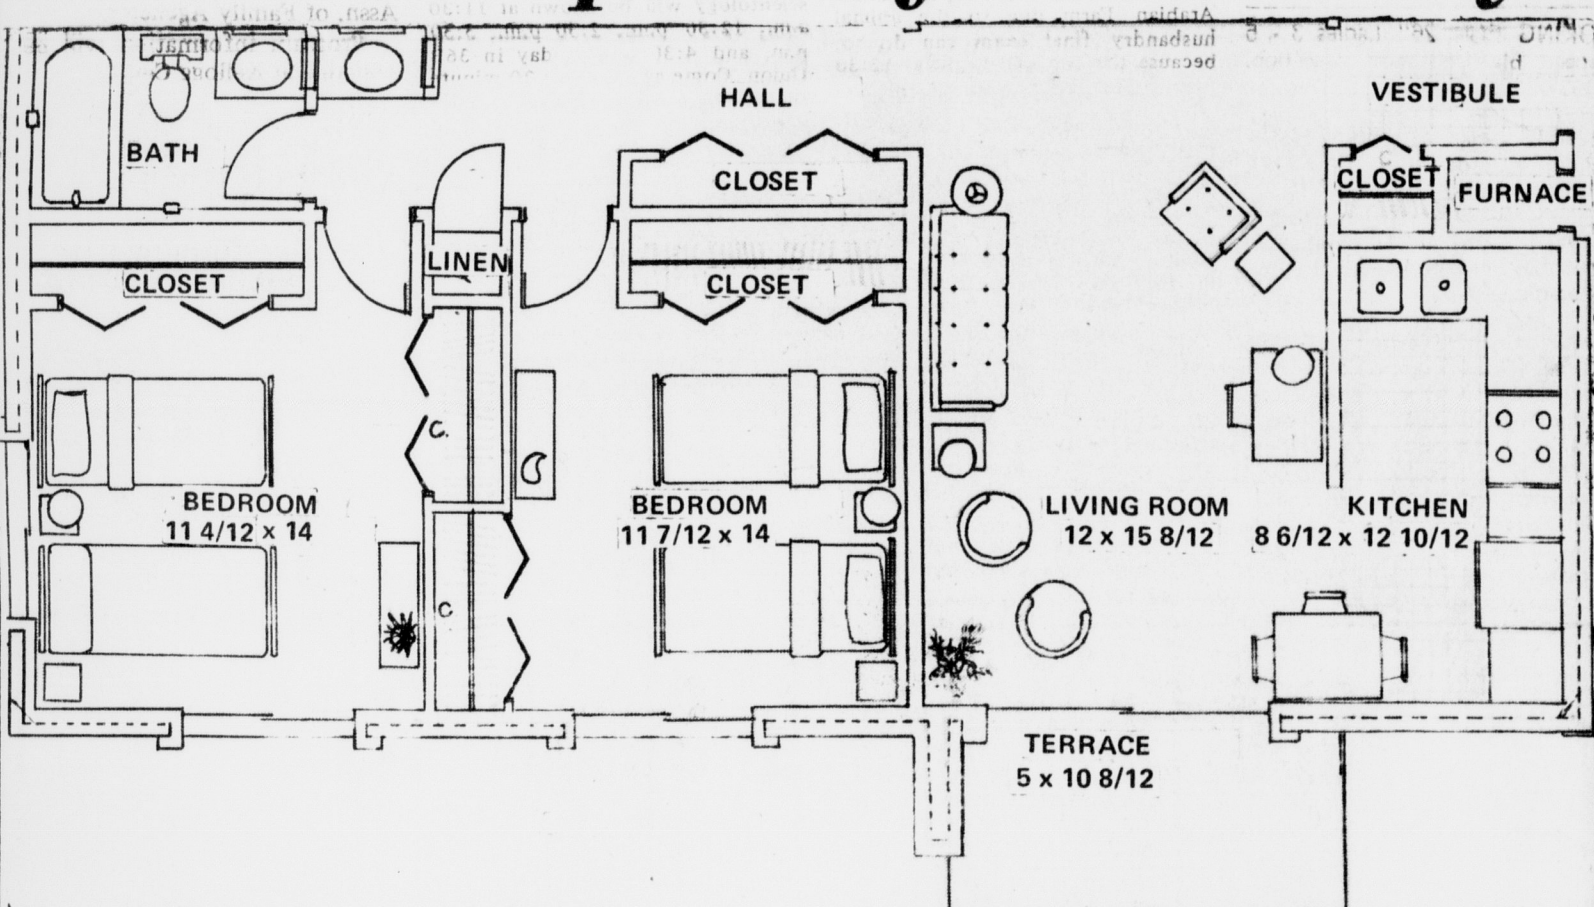 HALL
VESTIBULE
BATH
CLOSET
CLOSET
FURNACE
LINEN
CLOSET
CLOSET
C.
BEDROOM
11 4/12 x 14
BEDROOM
11 7/12 x 14
LIVING ROOM
12 x 15 8/12
KITCHEN
8 6/12 x 12 10/12
C
TERRACE
5 x 10 8/12